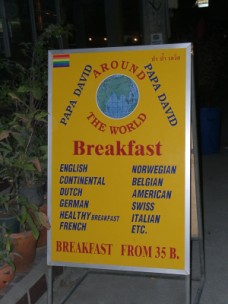 PAPA DAVID
AROUND
THE WORLD
PAPA DAVID
Breakfast
ENGLISH
CONTINENTAL
DUTCH
GERMAN
HEALTHY BREAKFAST
FRENCH
NORWEGIAN
BELGIAN
AMERICAN
SWISS
ITALIAN
ETC.
BREAKFAST FROM 35 B.